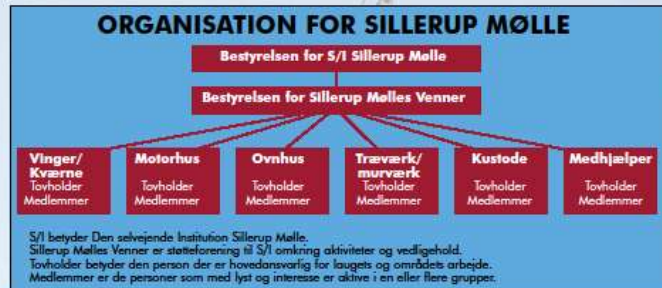 ORGANISATION FOR SILLERUP MØLLE
Bestyrelsen for S/I Sillerup Mølle
Bestyrelsen for Sillerup Mølles Venner
Vinger/
Kværne
Tovholder
Medlemmer
Motorhus
Tovholder
Medlemmer
Ovnhus
Tovholder
Medlemmer
Træværk/
murværk
Tovholder
Medlemmer
Kustode
Tovholder
Medlemmer
Medhjælper
Tovholder
Medlemmer
S/I betyder Den selvejende Institution Sillerup Mølle.
Sillerup Mølles Venner er støtteforening til S/I omkring aktiviteter og vedligehold.
Tovholder betyder den person der er hovedansvarlig for laugets og områdets arbejde.
Medlemmer er de personer som med lyst og interesse er aktive i en eller flere grupper.